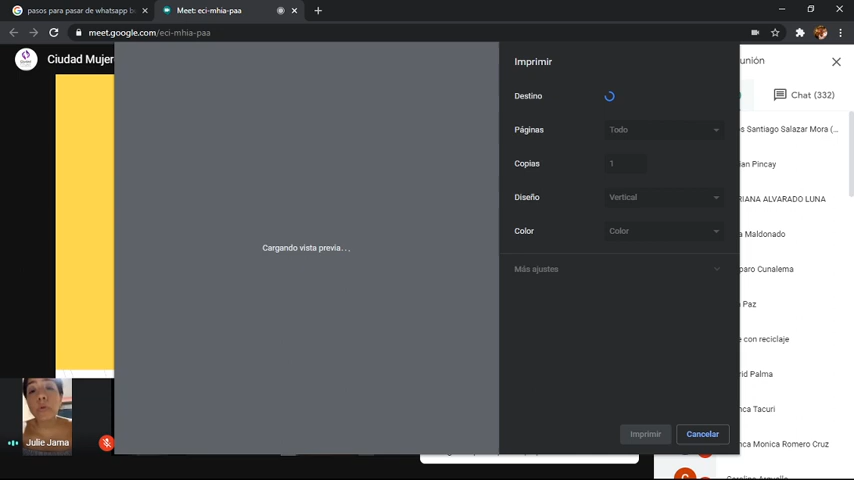 pasos para pasar de whatsapp bu
Meet: eci-mhia-paa
meet.google.com/eci-mhia-paa
Ciudad Mujer
Imprimir
Destino
Páginas
Todo
Copias
1
Diseño
Vertical
Color
Color
Más ajustes
Cargando vista previa...
Imprimir
Cancelar
Julie Jama
unión
Chat (332)
s Santiago Salazar Mora (...
ian Pincay
RIANA ALVARADO LUNA
a Maldonado
paro Cunalema
a Paz
e con reciclaje
rid Palma
nca Tacuri
nca Monica Romero Cruz